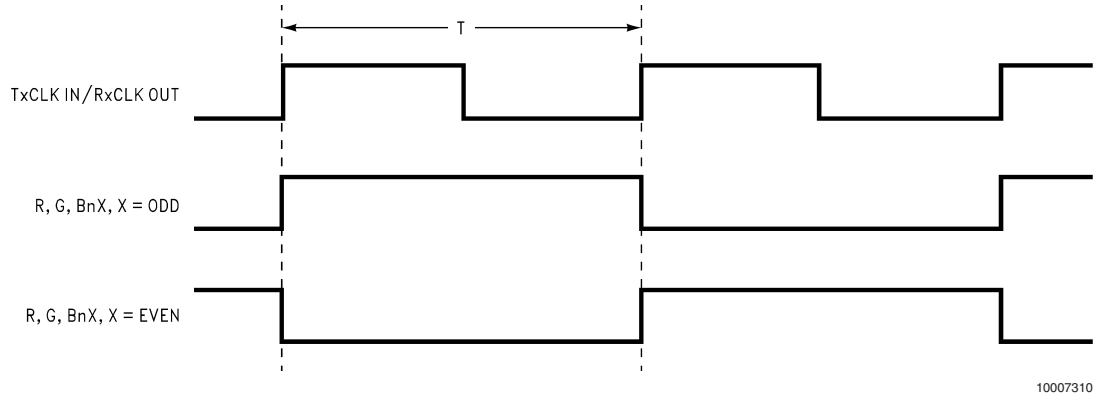 T
TxCLK IN/RxCLK OUT
R, G, BnX, X = ODD
R, G, BnX, X = EVEN
10007310